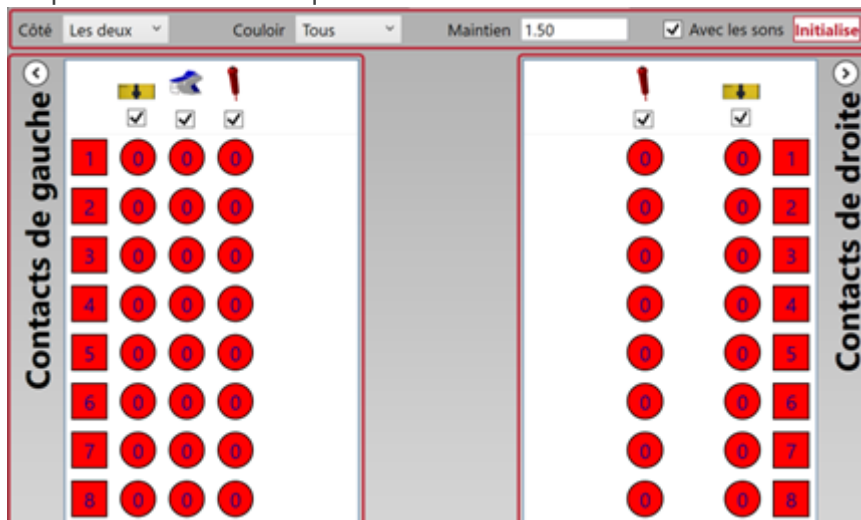 Côté Les deux Couloir Tous Maintien 1.50 Avec les sons Initialise
Contacts de gauche
1 0 0 0
2 0 0 0
3 0 0 0
4 0 0 0
5 0 0 0
6 0 0 0
7 0 0 0
8 0 0 0
0 0 1
0 0 2
0 0 3
0 0 4
0 0 5
0 0 6
0 0 7
0 0 8
Contacts de droite